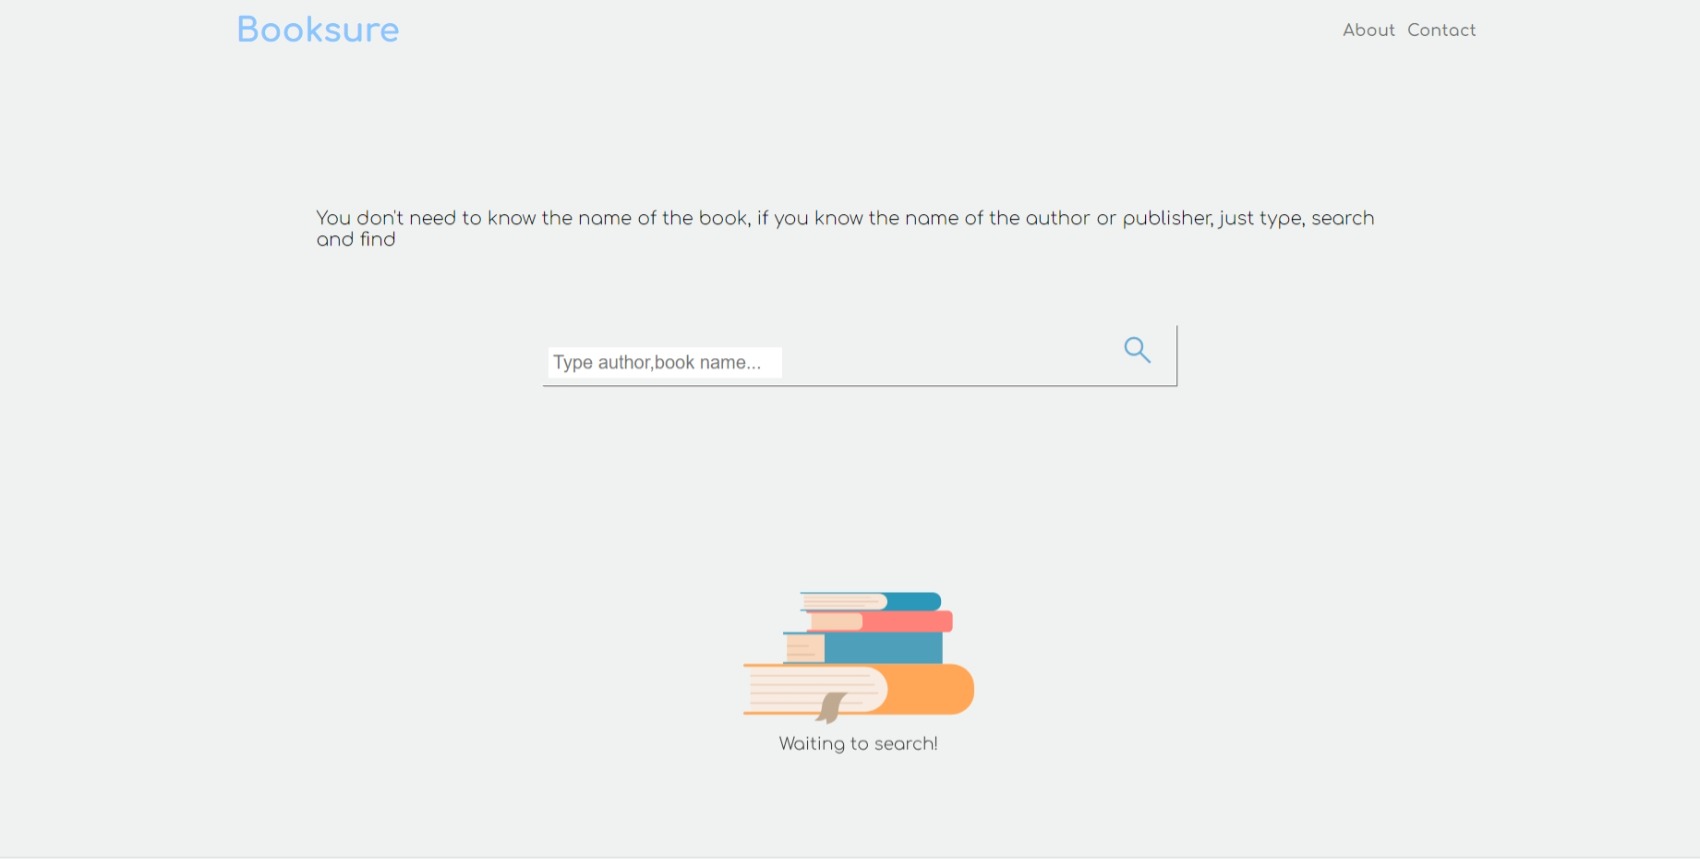 Booksure
About Contact
You don't need to know the name of the book, if you know the name of the author or publisher, just type, search
and find
Type author,book name...
Waiting to search!